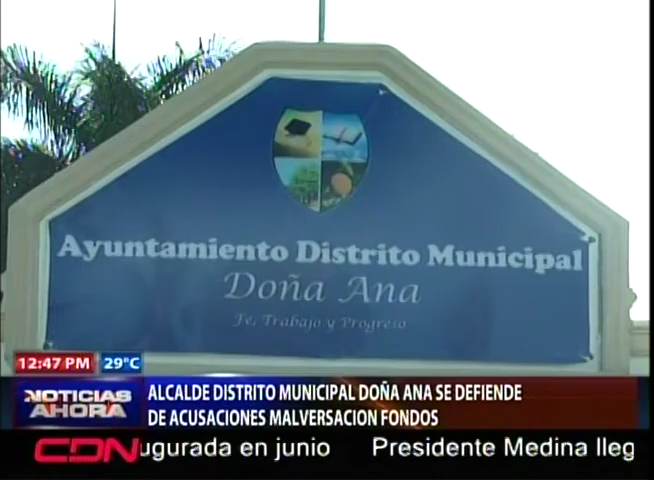 Ayuntamiento Distrito Municipal
Doña Ana
Fe, Trabajo y Progreso
12:47 PM 29°C
NOTICIAS AHORA
ALCALDE DISTRITO MUNICIPAL DOÑA ANA SE DEFIENDE
DE ACUSACIONES MALVERSACION FONDOS
CDN ugurada en junio Presidente Medina lleg